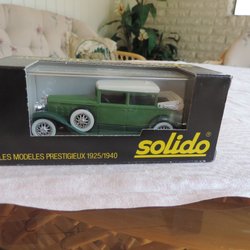 solido
LES MODELES PRESTIGIEUX 1925/1940